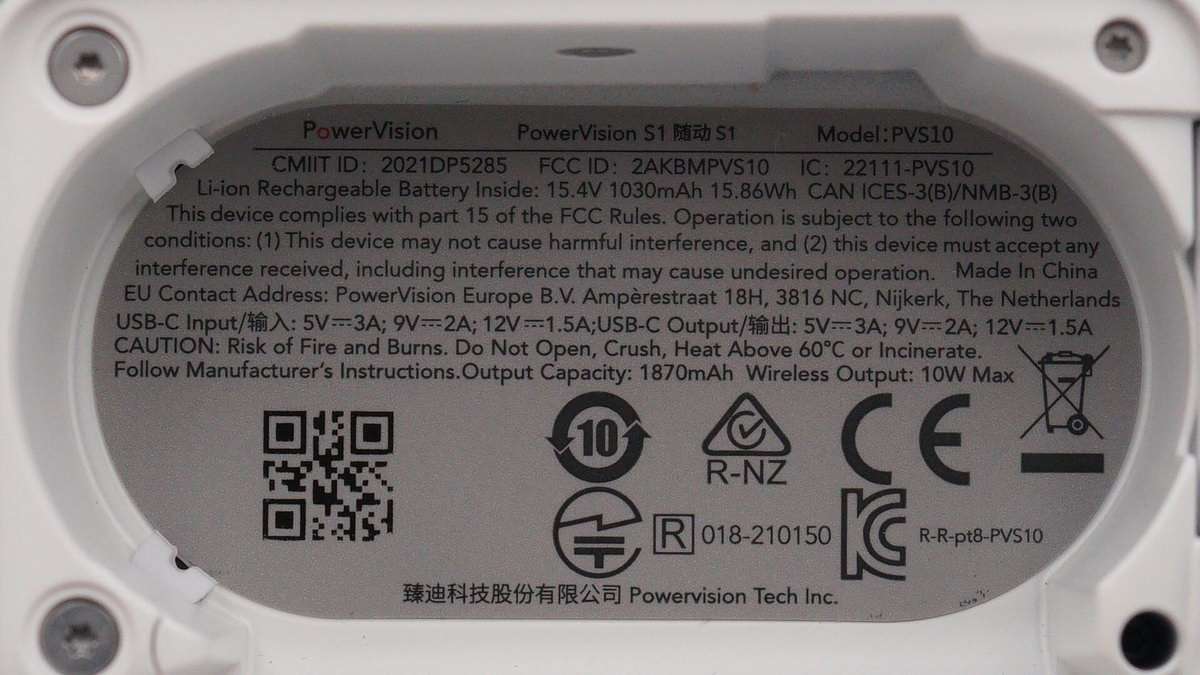 PowerVision PowerVision S1 随动 S1 Model:PVS10
CMIIT ID: 2021DP5285 FCC ID: 2AKBMPVS10 IC: 22111-PVS10
Li-ion Rechargeable Battery Inside: 15.4V 1030mAh 15.86Wh CAN ICES-3(B)/NMB-3(B)
This device complies with part 15 of the FCC Rules. Operation is subject to the following two
conditions: (1) This device may not cause harmful interference, and (2) this device must accept any
interference received, including interference that may cause undesired operation. Made In China
EU Contact Address: PowerVision Europe B.V. Ampèrestraat 18H, 3816 NC, Nijkerk, The Netherlands
USB-C Input/输入: 5V⎓3A; 9V⎓2A; 12V⎓1.5A;USB-C Output/输出: 5V⎓3A; 9V⎓2A; 12V⎓1.5A
CAUTION: Risk of Fire and Burns. Do Not Open, Crush, Heat Above 60°C or Incinerate.
Follow Manufacturer's Instructions.Output Capacity: 1870mAh Wireless Output: 10W Max
10
R-NZ
CE
R 018-210150
R-R-pt8-PVS10
臻迪科技股份有限公司 Powervision Tech Inc.